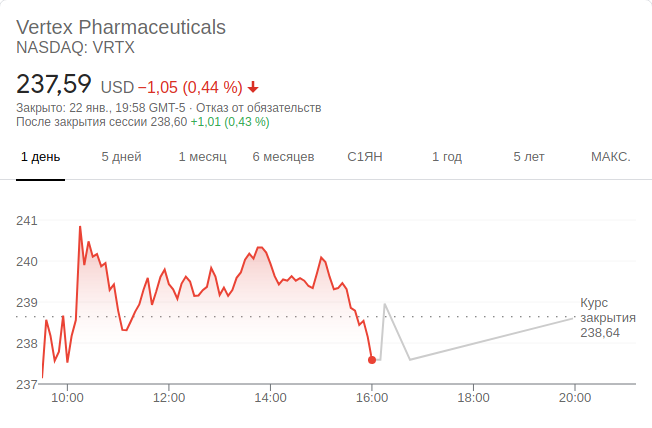 Vertex Pharmaceuticals
NASDAQ: VRTX
237,59 USD −1,05 (0,44 %)
Закрыто: 22 янв., 19:58 GMT-5 · Отказ от обязательств
После закрытия сессии 238,60 +1,01 (0,43 %)
1 день 5 дней 1 месяц 6 месяцев С1ЯН 1 год 5 лет МАКС.
241
240
239
238
237
Курс
закрытия
238,64
10:00 12:00 14:00 16:00 18:00 20:00